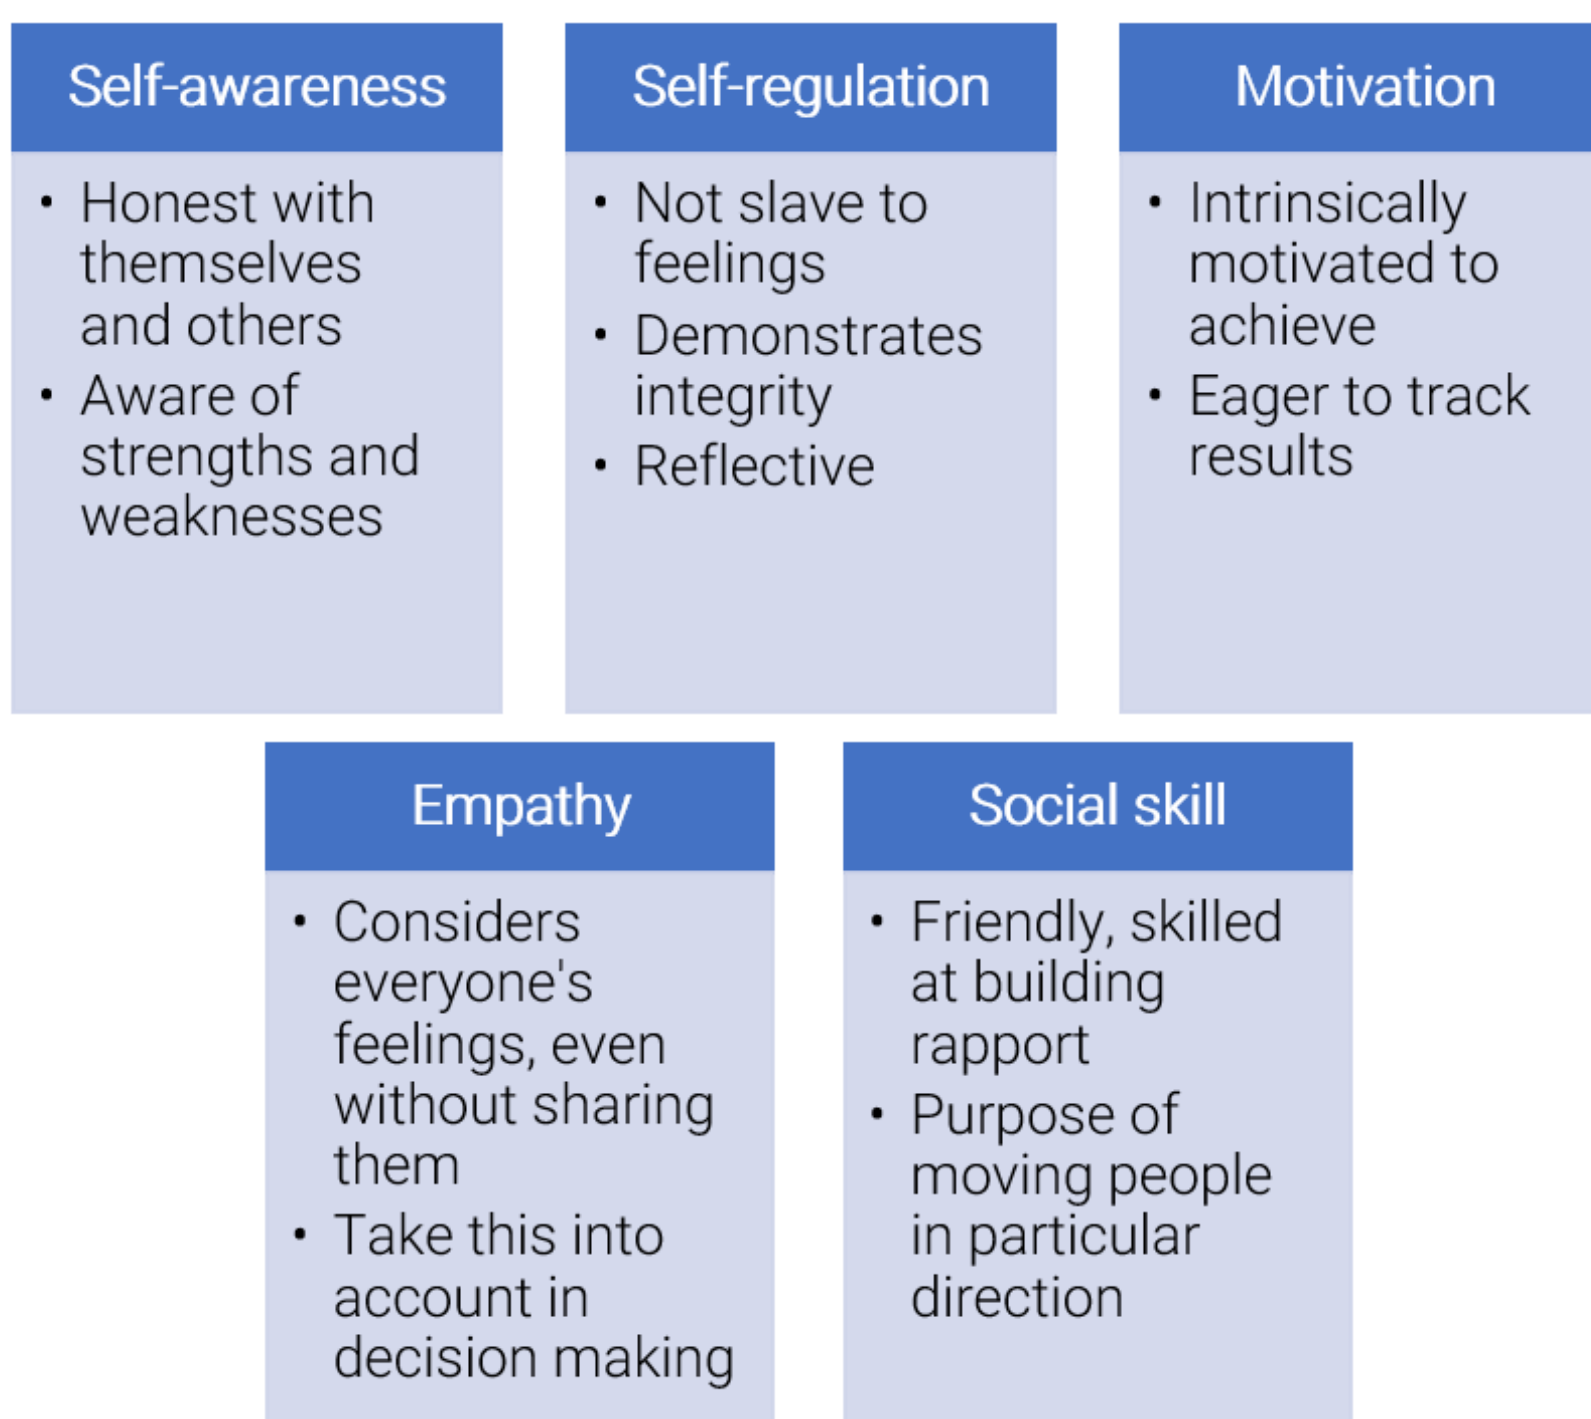 Self-awareness
• Honest with
themselves
and others
• Aware of
strengths and
weaknesses
Self-regulation
• Not slave to
feelings
• Demonstrates
integrity
• Reflective
Motivation
• Intrinsically
motivated to
achieve
• Eager to track
results
Empathy
• Considers
everyone's
feelings, even
without sharing
them
• Take this into
account in
decision making
Social skill
• Friendly, skilled
at building
rapport
• Purpose of
moving people
in particular
direction